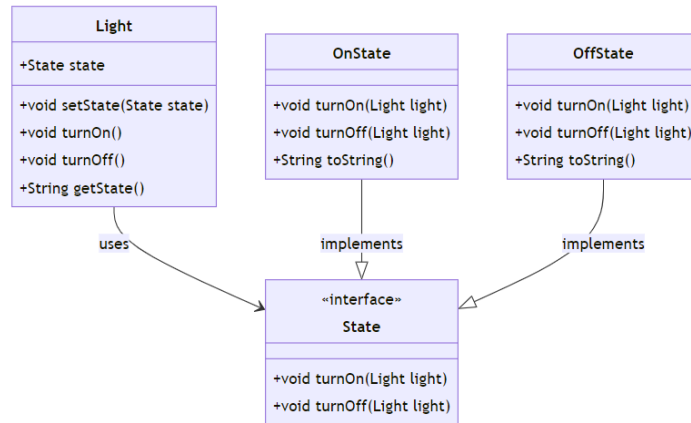 Light
+State state
+void setState(State state)
+void turnOn()
+void turnOff()
+String getState()
OnState
+void turnOn(Light light)
+void turnOff(Light light)
+String toString()
OffState
+void turnOn(Light light)
+void turnOff(Light light)
+String toString()
uses
implements
implements
«interface»
State
+void turnOn(Light light)
+void turnOff(Light light)